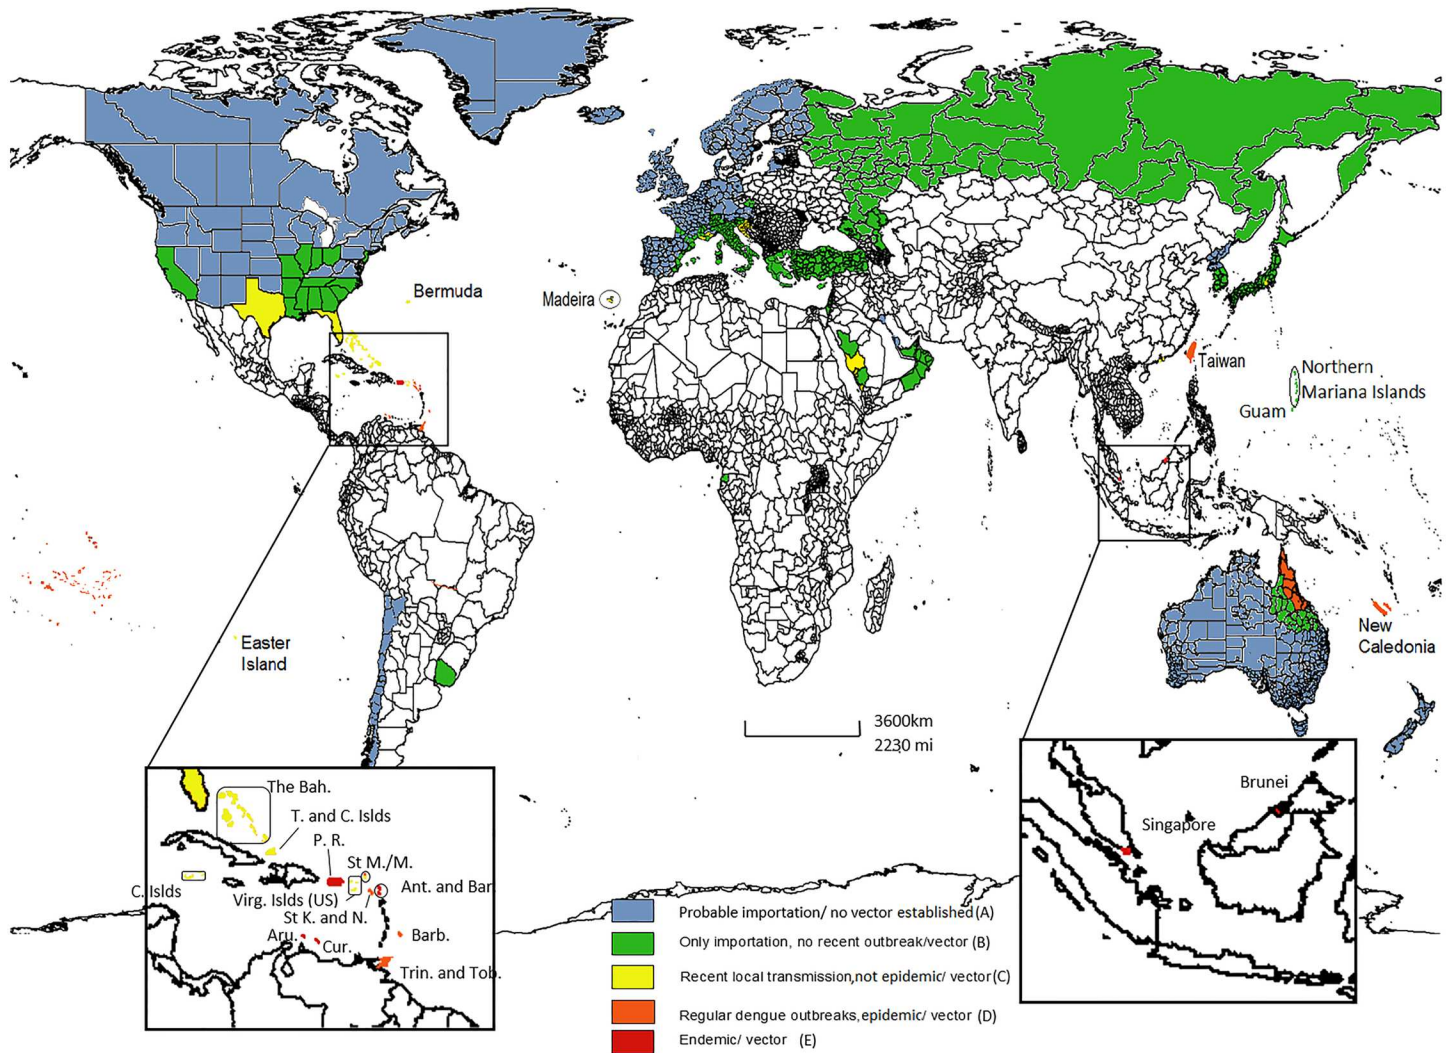 Bermuda
Madeira
Taiwan
Northern
Mariana Islands
Guam
Easter
Island
New
Caledonia
3600km
2230 mi
The Bah.
T. and C. Islds
P. R.
St M./M.
C. Islds
Virg. Islds (US)
Ant. and Bar.
St K. and N.
Aru.
Cur.
Barb.
Trin. and Tob.
Brunei
Singapore
Probable importation/ no vector established (A)
Only importation, no recent outbreak/vector (B)
Recent local transmission,not epidemic/ vector (C)
Regular dengue outbreaks,epidemic/ vector (D)
Endemic/ vector (E)